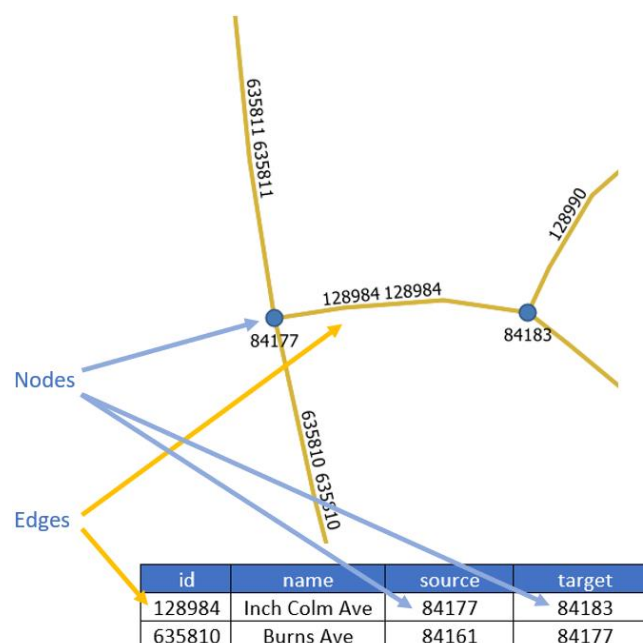 635811 635811
128990
128984 128984
84177
84183
Nodes
635810 635810
Edges
id name source target
128984 Inch Colm Ave 84177 84183
635810 Burns Ave 84161 84177